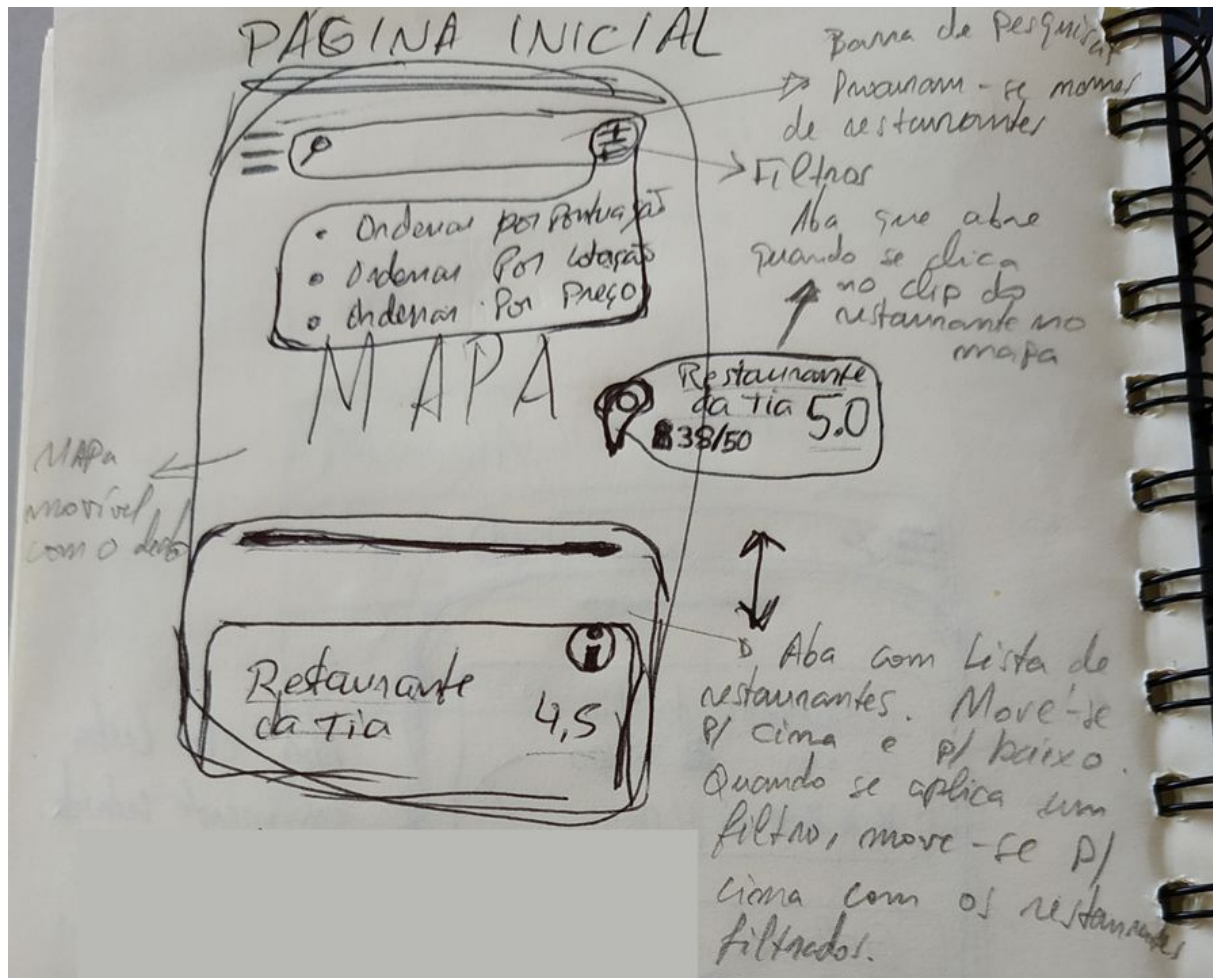 PÁGINA INICIAL
Barra de Pesquisa
Procuram-se nomes
de restaurantes
Filtros
• Ordenar por Pontuação
• Ordenar Por Lotação
• Ordenar Por Preço
Aba que abre
quando se clica
no clip do
restaurante no
mapa
MAPA
Restaurante
da Tia 5.0
38/50
MAPa
movível
com o dedo
i
Restaurante
da Tia 4,5
Aba com Lista de
restaurantes. Move-se
p/ cima e p/ baixo.
Quando se aplica um
filtro, move-se p/
cima com os restaurantes
filtrados.